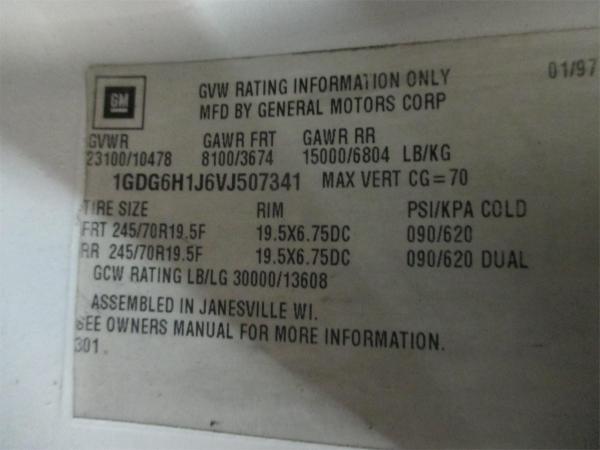 GM
GVW RATING INFORMATION ONLY 01/97
MFD BY GENERAL MOTORS CORP
GVWR GAWR FRT GAWR RR
23100/10478 8100/3674 15000/6804 LB/KG
1GDG6H1J6VJ507341 MAX VERT CG=70
TIRE SIZE RIM PSI/KPA COLD
FRT 245/70R19.5F 19.5X6.75DC 090/620
RR 245/70R19.5F 19.5X6.75DC 090/620 DUAL
GCW RATING LB/LG 30000/13608
ASSEMBLED IN JANESVILLE WI.
SEE OWNERS MANUAL FOR MORE INFORMATION.
301